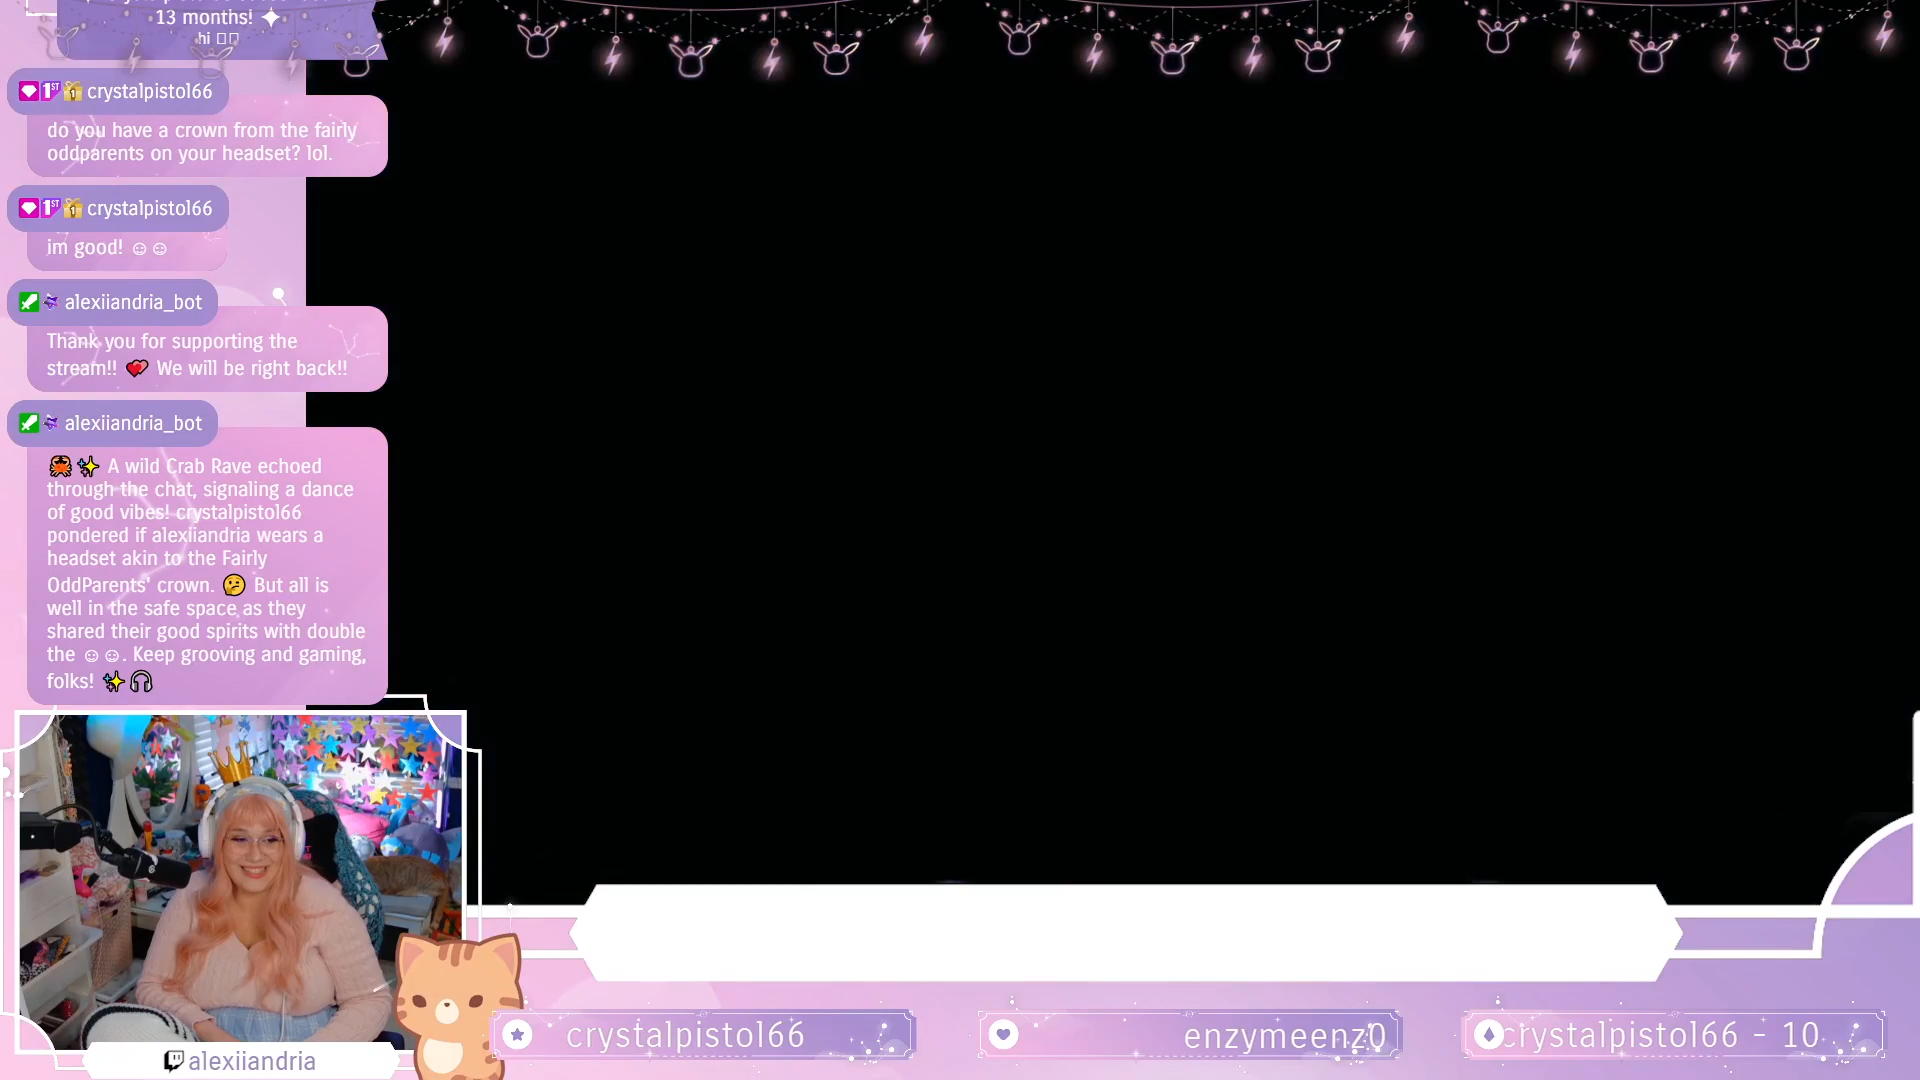 13 months!
hi
1ST crystalpistol66
do you have a crown from the fairly
oddparents on your headset? lol.
1ST crystalpistol66
im good! ☺☺
alexiiandria_bot
Thank you for supporting the
stream!! 💕 We will be right back!!
alexiiandria_bot
🦀✨ A wild Crab Rave echoed
through the chat, signaling a dance
of good vibes! crystalpistol66
pondered if alexiiandria wears a
headset akin to the Fairly
OddParents' crown. 🤔 But all is
well in the safe space as they
shared their good spirits with double
the ☺☺. Keep grooving and gaming,
folks! ✨🎧
alexiiandria
crystalpistol66
enzymeenz0
crystalpistol66 - 10